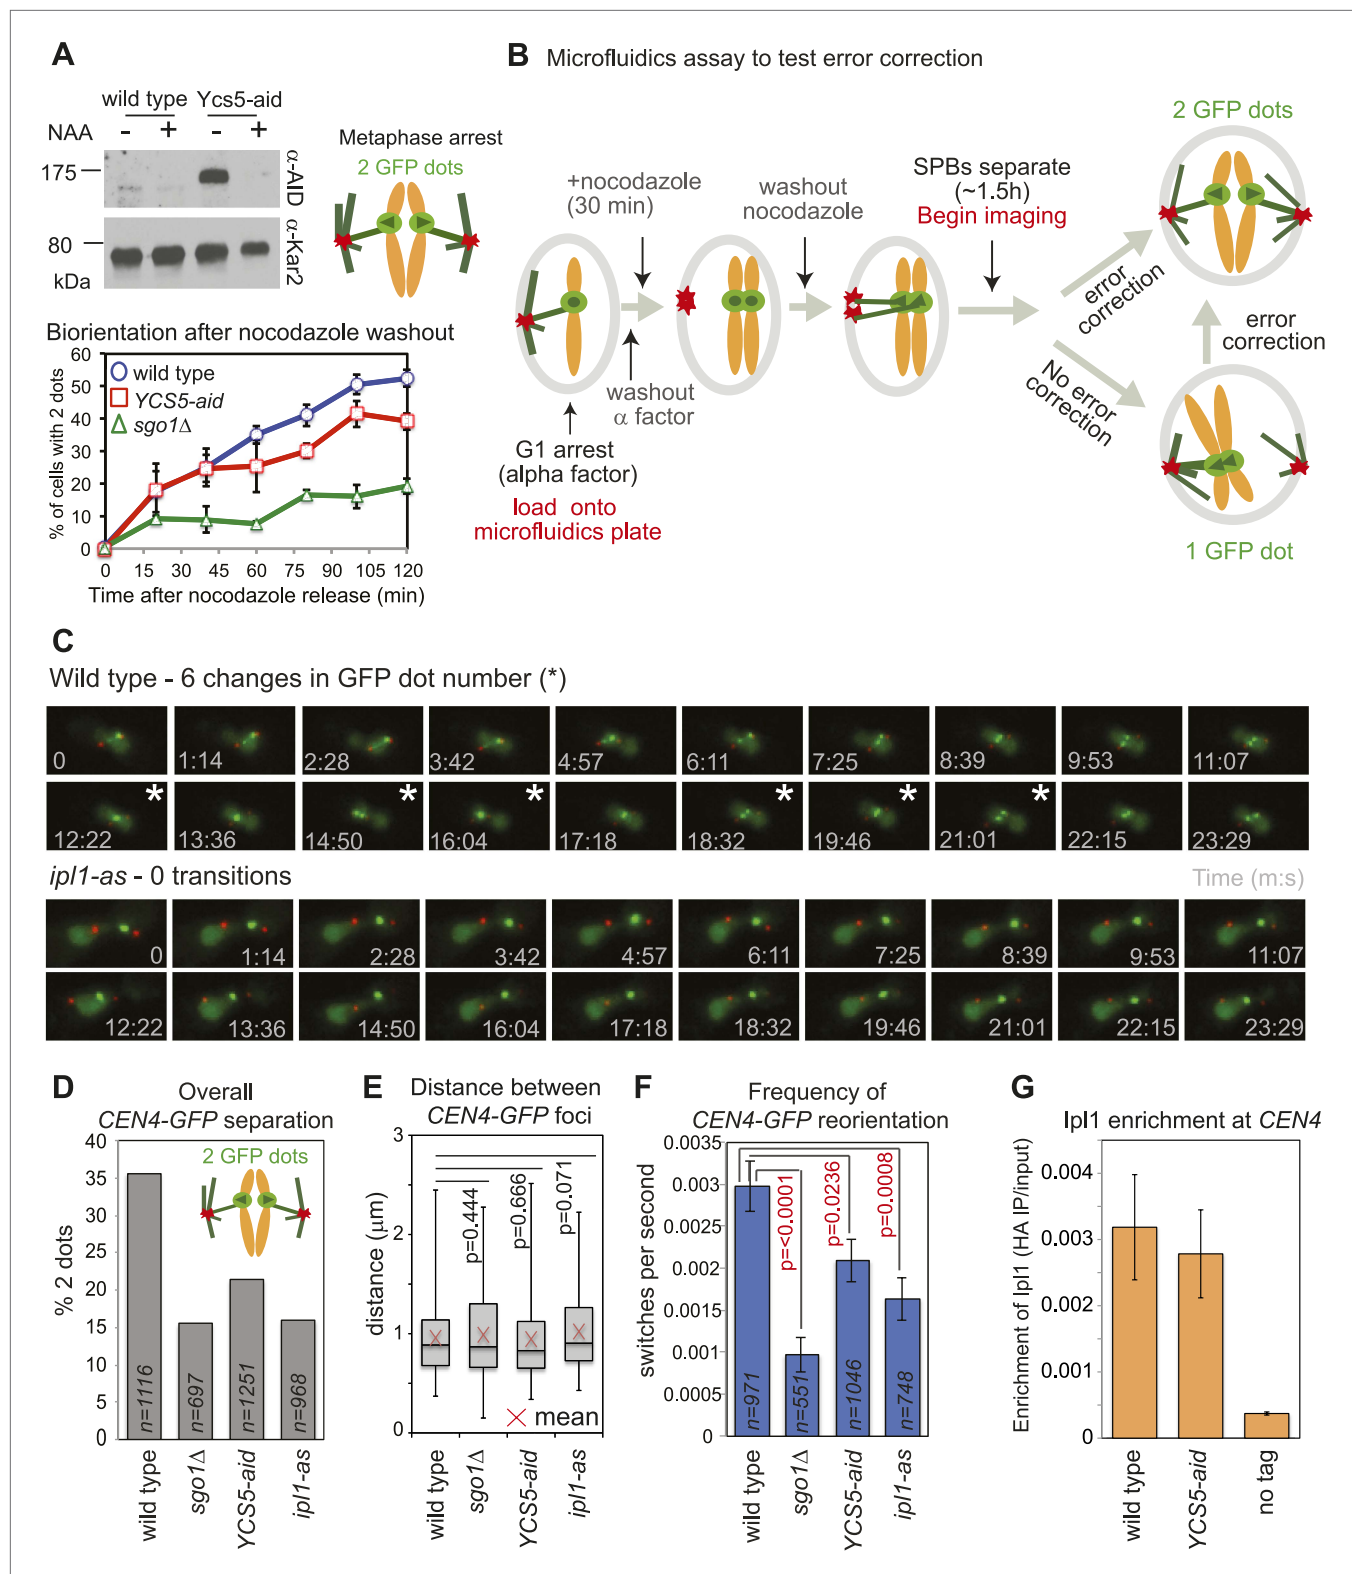 A
wild type Ycs5-aid
NAA - + - +
175
α-AID
80
α-Kar2
kDa
Metaphase arrest
2 GFP dots
Biorientation after nocodazole washout
% of cells with 2 dots
60
50
40
30
20
10
0
wild type
YCS5-aid
sgo1Δ
0 15 30 45 60 75 90 105 120
Time after nocodazole release (min)
B Microfluidics assay to test error correction
+nocodazole
(30 min)
washout
nocodazole
SPBs separate
(~1.5h)
Begin imaging
2 GFP dots
error
correction
error
correction
No error
correction
washout
α factor
G1 arrest
(alpha factor)
load onto
microfluidics plate
1 GFP dot
C
Wild type - 6 changes in GFP dot number (*)
0 1:14 2:28 3:42 4:57 6:11 7:25 8:39 9:53 11:07
* * * * * *
12:22 13:36 14:50 16:04 17:18 18:32 19:46 21:01 22:15 23:29
ipl1-as - 0 transitions
Time (m:s)
0 1:14 2:28 3:42 4:57 6:11 7:25 8:39 9:53 11:07
12:22 13:36 14:50 16:04 17:18 18:32 19:46 21:01 22:15 23:29
D Overall
CEN4-GFP separation
% 2 dots
40
35
30
25
20
15
10
5
0
2 GFP dots
n=1116
n=697
n=1251
n=968
wild type
sgo1Δ
YCS5-aid
ipl1-as
E Distance between
CEN4-GFP foci
distance (µm)
3
2
1
0
p=0.444
p=0.666
p=0.071
mean
wild type
sgo1Δ
YCS5-aid
ipl1-as
F Frequency of
CEN4-GFP reorientation
switches per second
0.0035
0.003
0.0025
0.002
0.0015
0.001
0.0005
0
p=<0.0001
p=0.0236
p=0.0008
n=971
n=551
n=1046
n=748
wild type
sgo1Δ
YCS5-aid
ipl1-as
G
Ipl1 enrichment at CEN4
Enrichment of Ipl1 (HA IP/input)
0.004
0.003
0.002
0.001
0
wild type
YCS5-aid
no tag